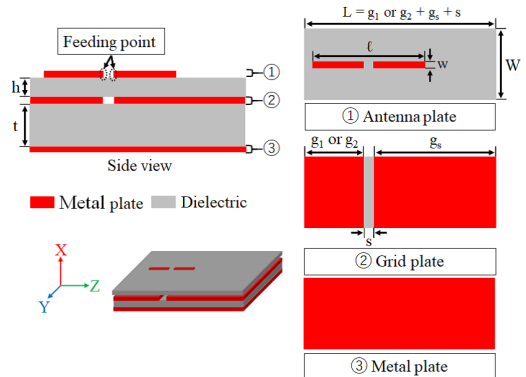 Feeding point
①
h
②
t
③
Side view
Metal plate
Dielectric
X
Z
Y
L = g₁ or g₂ + gₛ + s
ℓ
w
W
① Antenna plate
g₁ or g₂
gₛ
s
② Grid plate
③ Metal plate